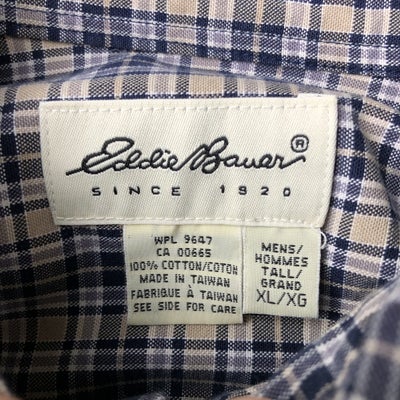 Eddie Bauer ®
SINCE 1920
WPL 9647
CA 00665
100% COTTON/COTON
MADE IN TAIWAN
FABRIQUÉ À TAIWAN
SEE SIDE FOR CARE
MENS/
HOMMES
TALL/
GRAND
XL/XG